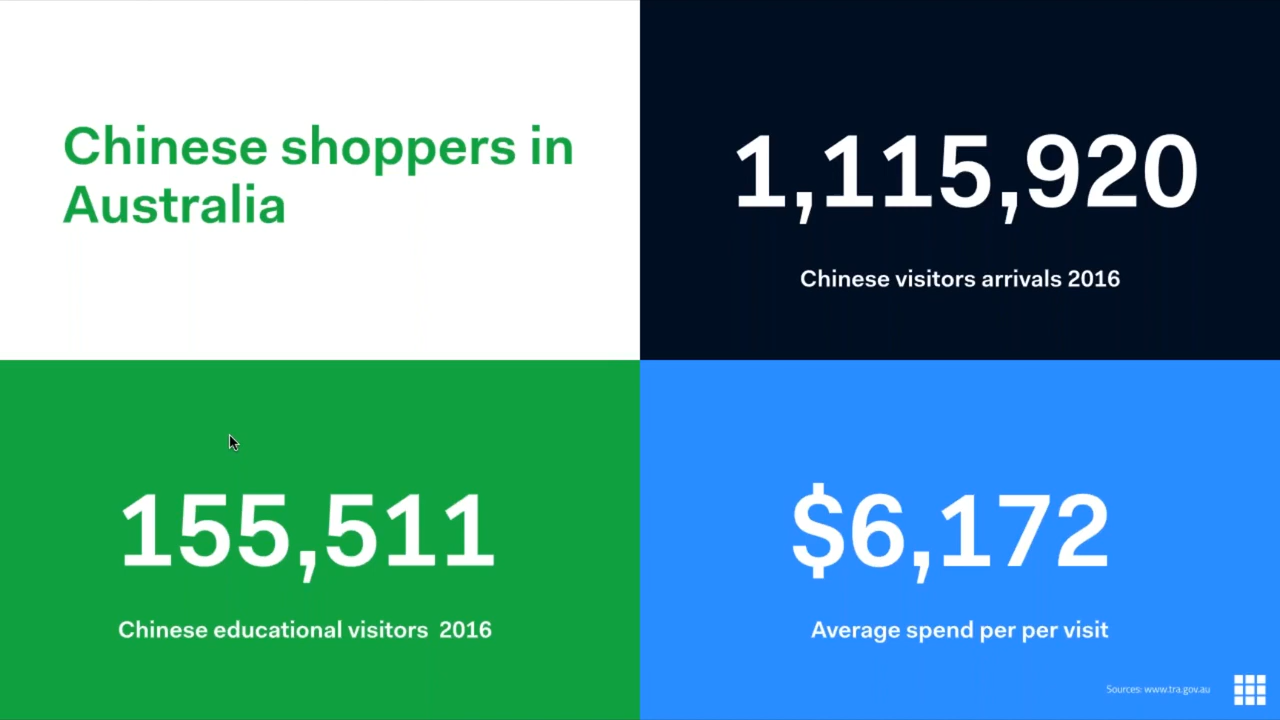 Chinese shoppers in
Australia
1,115,920
Chinese visitors arrivals 2016
155,511
Chinese educational visitors 2016
$6,172
Average spend per per visit
Sources: www.tra.gov.au